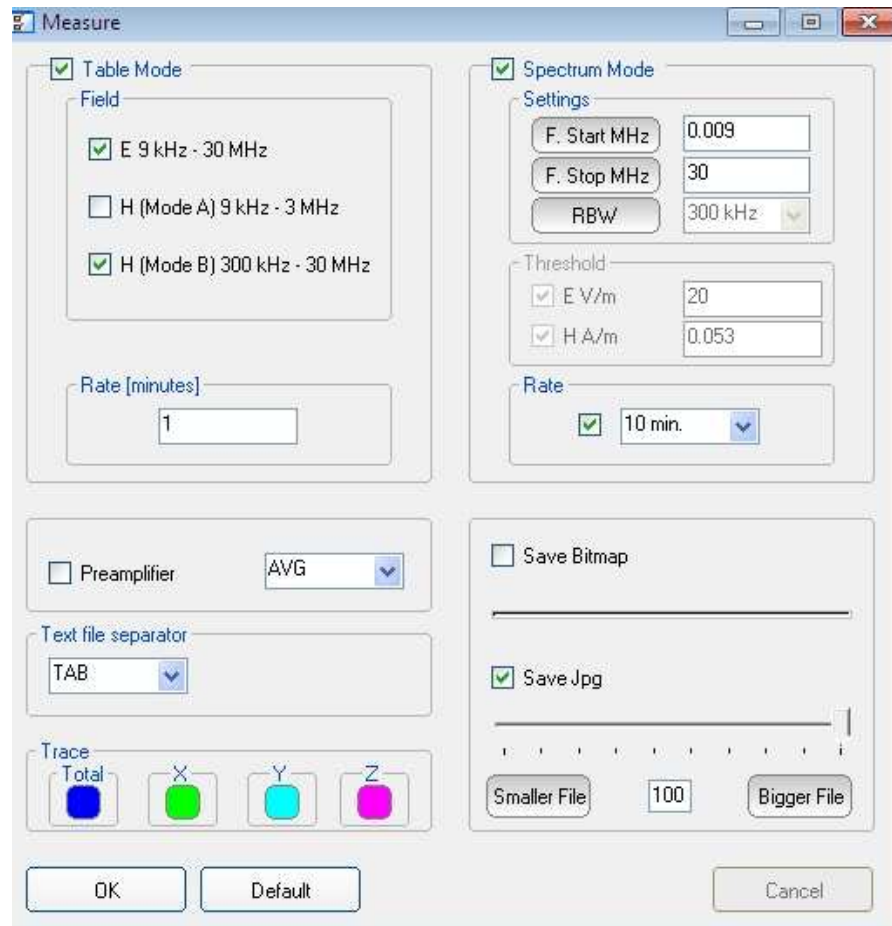 Measure
Table Mode
Field
E 9 kHz - 30 MHz
H (Mode A) 9 kHz - 3 MHz
H (Mode B) 300 kHz - 30 MHz
Rate [minutes]
1
Spectrum Mode
Settings
F. Start MHz 0.009
F. Stop MHz 30
RBW 300 kHz
Threshold
E V/m 20
H A/m 0.053
Rate
10 min.
Preamplifier AVG
Text file separator
TAB
Trace
Total X Y Z
Save Bitmap
Save Jpg
Smaller File 100 Bigger File
OK Default Cancel